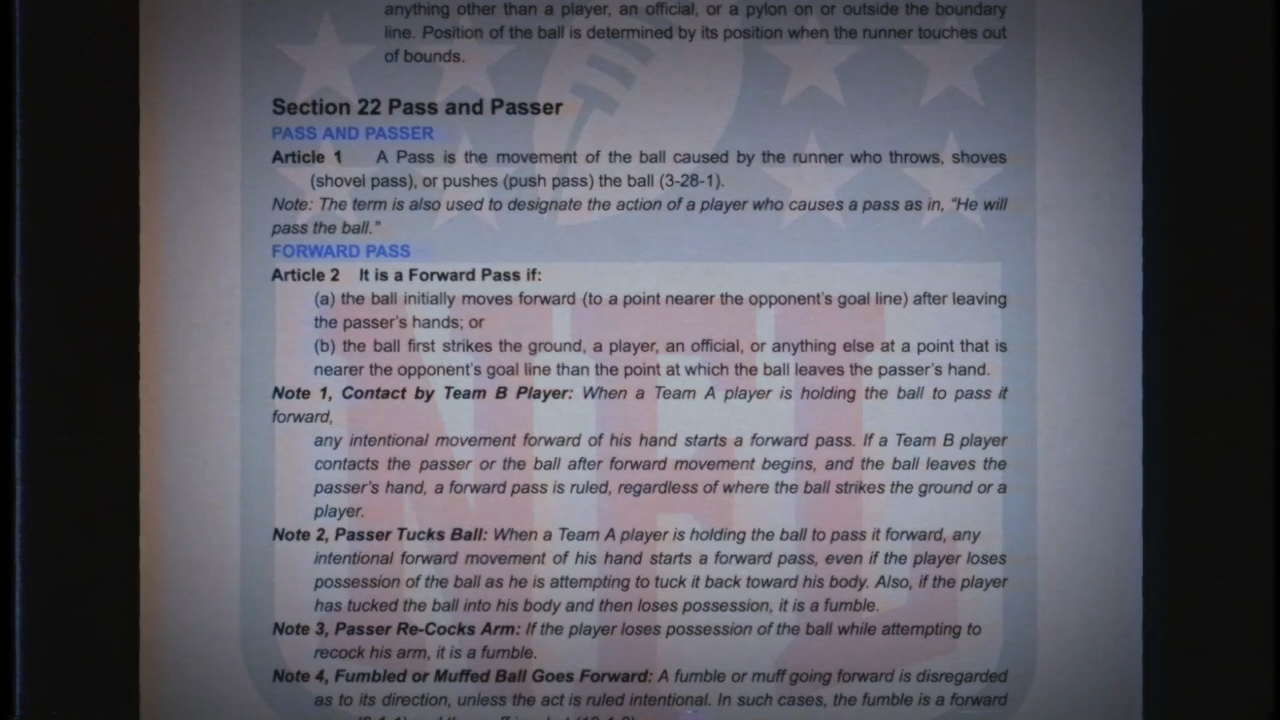 anything other than a player, an official, or a pylon on or outside the boundary
line. Position of the ball is determined by its position when the runner touches out
of bounds.
Section 22 Pass and Passer
PASS AND PASSER
Article 1 A Pass is the movement of the ball caused by the runner who throws, shoves
(shovel pass), or pushes (push pass) the ball (3-28-1).
Note: The term is also used to designate the action of a player who causes a pass as in, "He will
pass the ball."
FORWARD PASS
Article 2 It is a Forward Pass if:
(a) the ball initially moves forward (to a point nearer the opponent's goal line) after leaving
the passer's hands; or
(b) the ball first strikes the ground, a player, an official, or anything else at a point that is
nearer the opponent's goal line than the point at which the ball leaves the passer's hand.
Note 1, Contact by Team B Player: When a Team A player is holding the ball to pass it
forward,
any intentional movement forward of his hand starts a forward pass. If a Team B player
contacts the passer or the ball after forward movement begins, and the ball leaves the
passer's hand, a forward pass is ruled, regardless of where the ball strikes the ground or a
player.
Note 2, Passer Tucks Ball: When a Team A player is holding the ball to pass it forward, any
intentional forward movement of his hand starts a forward pass, even if the player loses
possession of the ball as he is attempting to tuck it back toward his body. Also, if the player
has tucked the ball into his body and then loses possession, it is a fumble.
Note 3, Passer Re-Cocks Arm: If the player loses possession of the ball while attempting to
recock his arm, it is a fumble.
Note 4, Fumbled or Muffed Ball Goes Forward: A fumble or muff going forward is disregarded
as to its direction, unless the act is ruled intentional. In such cases, the fumble is a forward
NFL